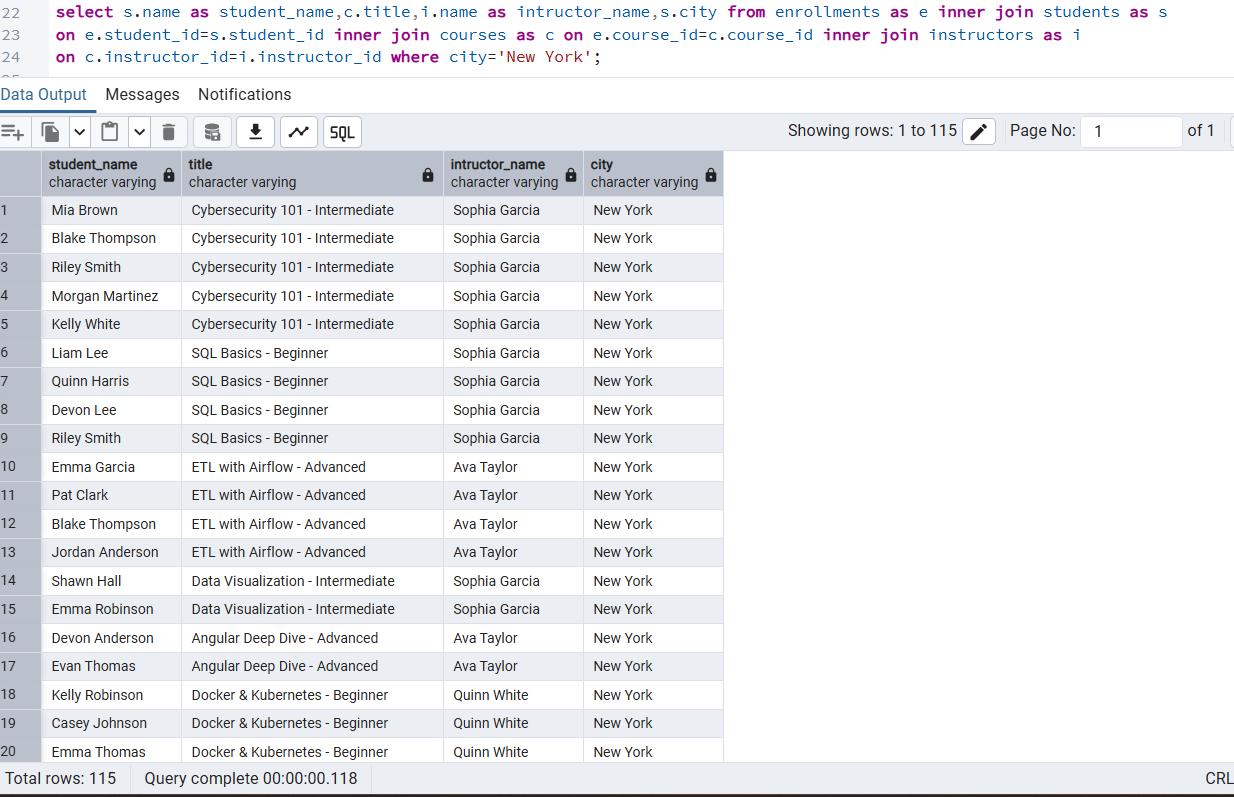 22 select s.name as student_name,c.title,i.name as intructor_name,s.city from enrollments as e inner join students as s
23 on e.student_id=s.student_id inner join courses as c on e.course_id=c.course_id inner join instructors as i
24 on c.instructor_id=i.instructor_id where city='New York';
Data Output Messages Notifications
SQL Showing rows: 1 to 115 Page No: 1 of 1
student_name title intructor_name city
character varying character varying character varying character varying
1 Mia Brown Cybersecurity 101 - Intermediate Sophia Garcia New York
2 Blake Thompson Cybersecurity 101 - Intermediate Sophia Garcia New York
3 Riley Smith Cybersecurity 101 - Intermediate Sophia Garcia New York
4 Morgan Martinez Cybersecurity 101 - Intermediate Sophia Garcia New York
5 Kelly White Cybersecurity 101 - Intermediate Sophia Garcia New York
6 Liam Lee SQL Basics - Beginner Sophia Garcia New York
7 Quinn Harris SQL Basics - Beginner Sophia Garcia New York
8 Devon Lee SQL Basics - Beginner Sophia Garcia New York
9 Riley Smith SQL Basics - Beginner Sophia Garcia New York
10 Emma Garcia ETL with Airflow - Advanced Ava Taylor New York
11 Pat Clark ETL with Airflow - Advanced Ava Taylor New York
12 Blake Thompson ETL with Airflow - Advanced Ava Taylor New York
13 Jordan Anderson ETL with Airflow - Advanced Ava Taylor New York
14 Shawn Hall Data Visualization - Intermediate Sophia Garcia New York
15 Emma Robinson Data Visualization - Intermediate Sophia Garcia New York
16 Devon Anderson Angular Deep Dive - Advanced Ava Taylor New York
17 Evan Thomas Angular Deep Dive - Advanced Ava Taylor New York
18 Kelly Robinson Docker & Kubernetes - Beginner Quinn White New York
19 Casey Johnson Docker & Kubernetes - Beginner Quinn White New York
20 Emma Thomas Docker & Kubernetes - Beginner Quinn White New York
Total rows: 115 Query complete 00:00:00.118 CRL